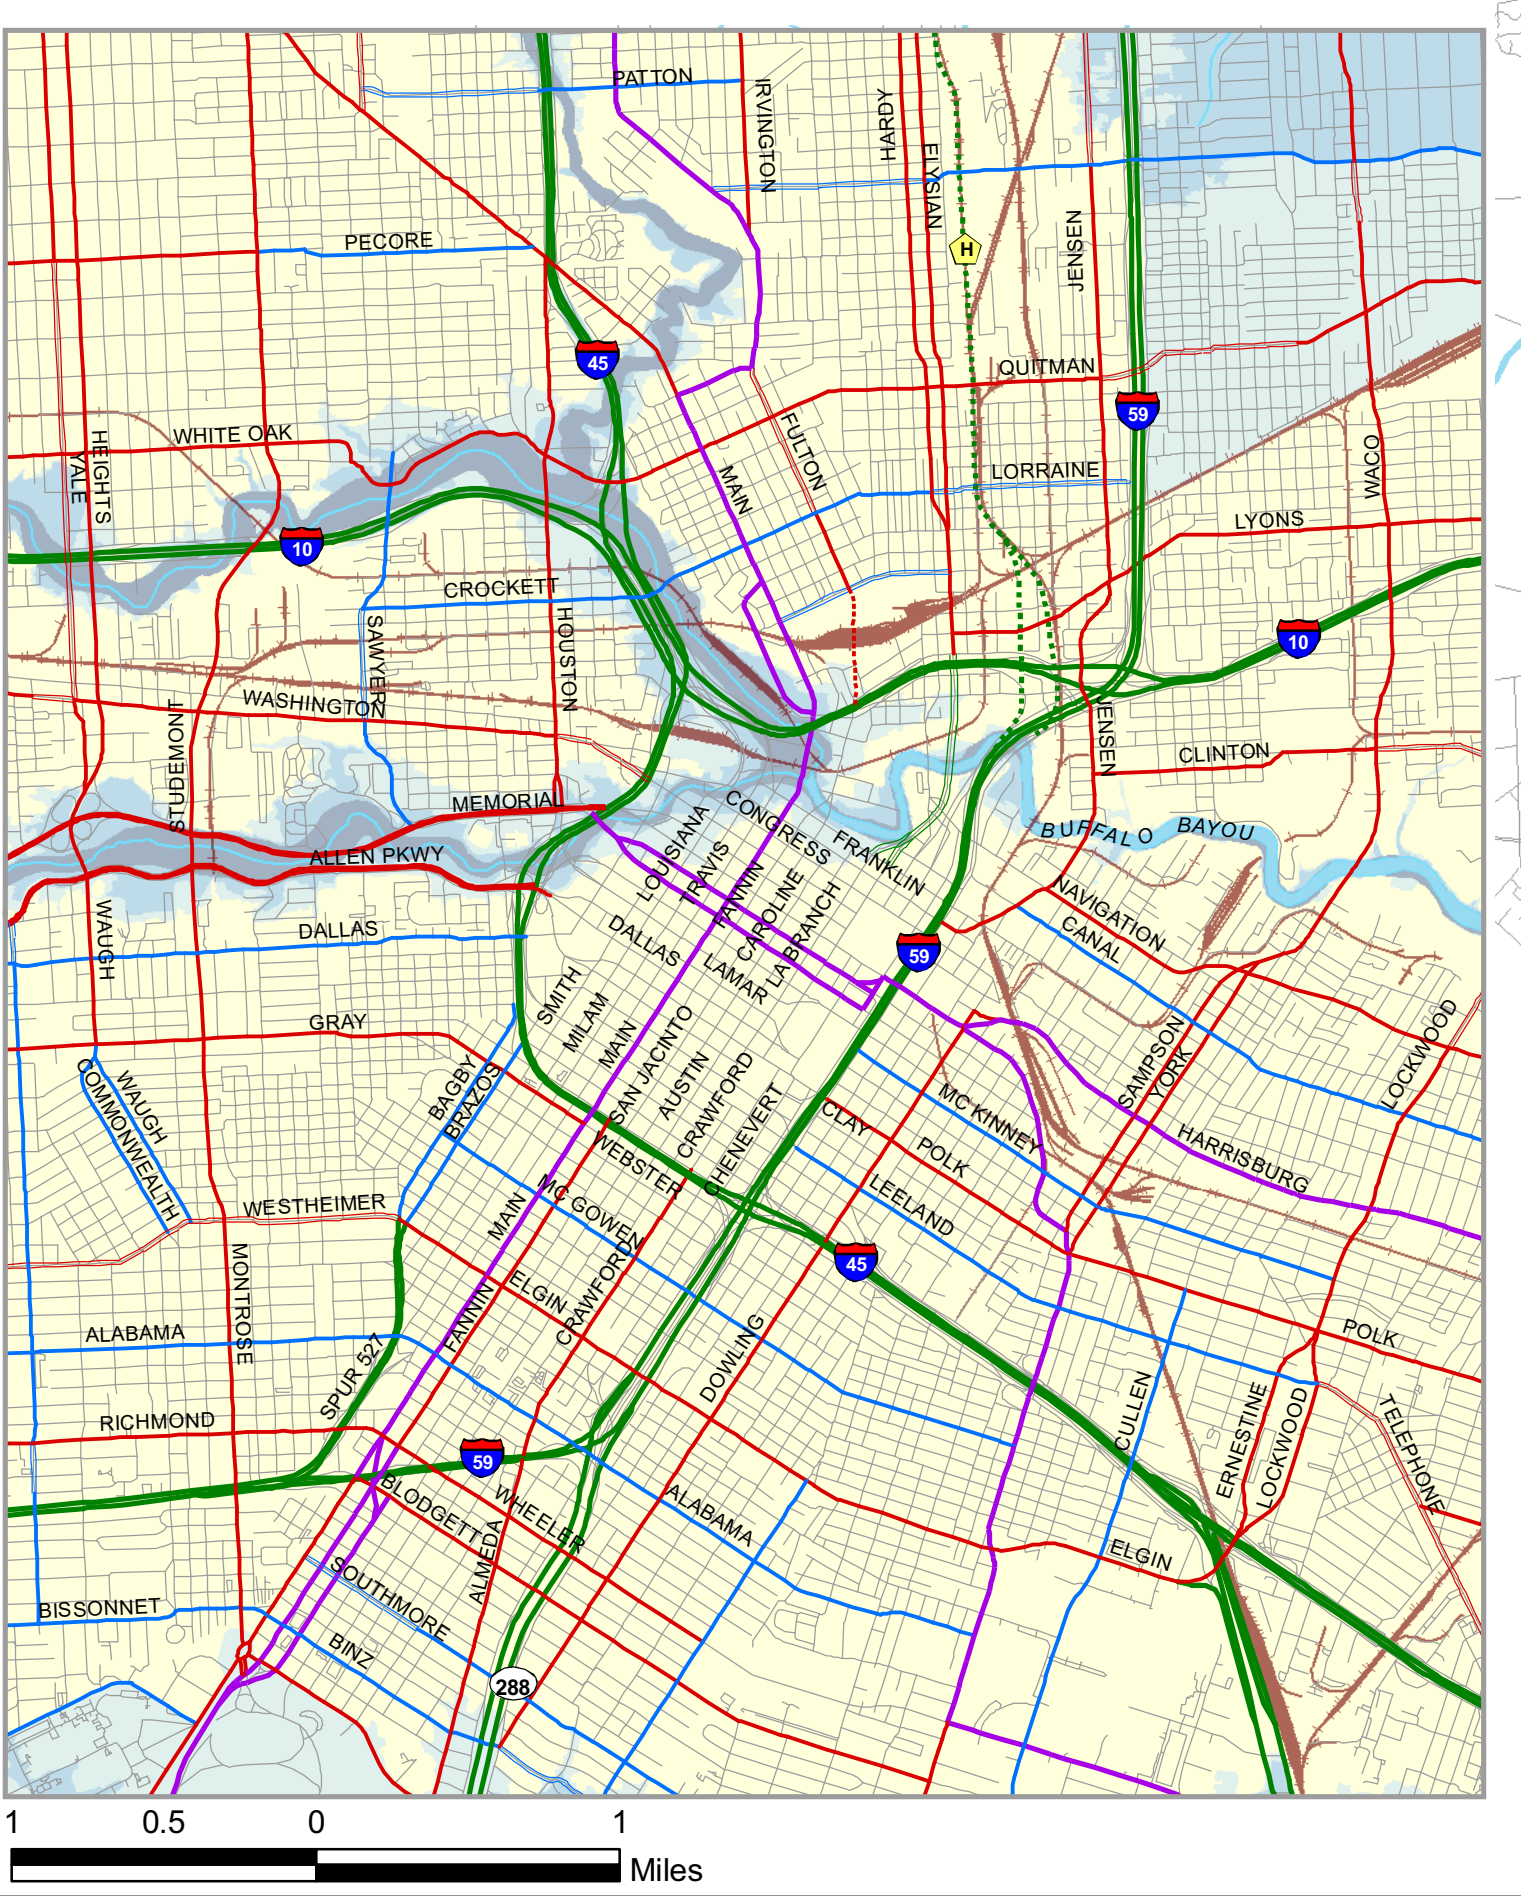 PATTON
IRVINGTON
HARDY
ELYSIAN
JENSEN
H
PECORE
45
QUITMAN
59
WHITE OAK
HEIGHTS
YALE
FULTON
MAIN
LORRAINE
WACO
LYONS
10
CROCKETT
SAWYER
HOUSTON
10
WASHINGTON
STUDEMONT
JENSEN
CLINTON
MEMORIAL
CONGRESS
FRANKLIN
BUFFALO BAYOU
ALLEN PKWY
LOUISIANA
TRAVIS
FANNIN
CAROLINE
LA BRANCH
NAVIGATION
CANAL
WAUGH
DALLAS
DALLAS
LAMAR
59
SMITH
MILAM
MAIN
SAN JACINTO
AUSTIN
CRAWFORD
CHENEVERT
GRAY
SAMPSON
YORK
LOCKWOOD
WAUGH
COMMONWEALTH
BAGBY
BRAZOS
CLAY
MC KINNEY
POLK
HARRISBURG
WEBSTER
MC GOWEN
LEELAND
WESTHEIMER
MAIN
MONTROSE
CRAWFORD
45
ELGIN
FANNIN
ALABAMA
SPUR 527
DOWLING
POLK
RICHMOND
CULLEN
ERNESTINE
LOCKWOOD
TELEPHONE
59
BLODGETT
WHEELER
ALABAMA
ALMEDA
ELGIN
SOUTHMORE
BISSONNET
BINZ
288
1 0.5 0 1
Miles